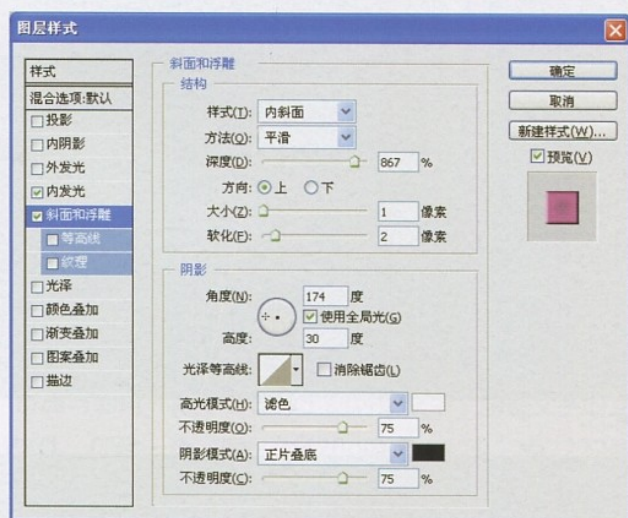 图层样式
样式
混合选项:默认
投影
内阴影
外发光
内发光
斜面和浮雕
等高线
纹理
光泽
颜色叠加
渐变叠加
图案叠加
描边
斜面和浮雕
结构
样式(T): 内斜面
方法(Q): 平滑
深度(D): 867 %
方向: 上 下
大小(Z): 1 像素
软化(F): 2 像素
阴影
角度(N): 174 度
使用全局光(G)
高度: 30 度
光泽等高线: 消除锯齿(L)
高光模式(H): 滤色
不透明度(O): 75 %
阴影模式(A): 正片叠底
不透明度(C): 75 %
确定
取消
新建样式(W)...
预览(V)